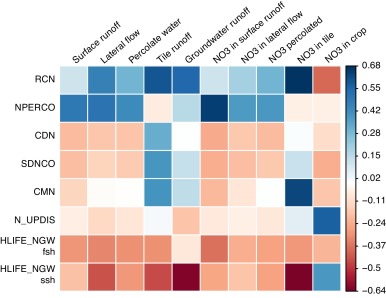 Surface runoff
Lateral flow
Percolate water
Tile runoff
Groundwater runoff
NO3 in surface runoff
NO3 in lateral flow
NO3 percolated
NO3 in tile
NO3 in crop
RCN
NPERCO
CDN
SDNCO
CMN
N_UPDIS
HLIFE_NGW
fsh
HLIFE_NGW
ssh
0.68
0.55
0.41
0.28
0.15
0.02
−0.11
−0.24
−0.37
−0.51
−0.64